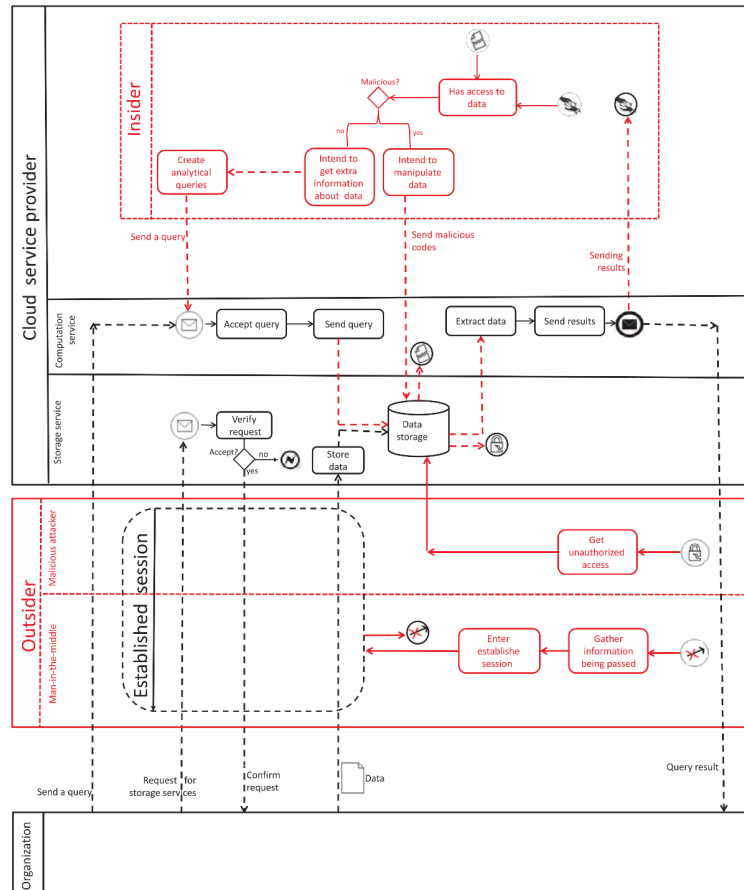 Cloud service provider
Insider
Malicious?
Has access to
data
no
yes
Create
analytical
queries
Intend to
get extra
information
about data
Intend to
manipulate
data
Send a query
Send malicious
codes
Sending
results
Computation
service
Accept query
Send query
Extract data
Send results
Storage service
Verify
request
Accept?
no
yes
Store
data
Data
storage
Outsider
Malicious attacker
Established session
Get
unauthorized
access
Man-in-the-middle
Enter
establishe
session
Gather
information
being passed
Send a query
Request for
storage services
Confirm
request
Data
Query result
Organization